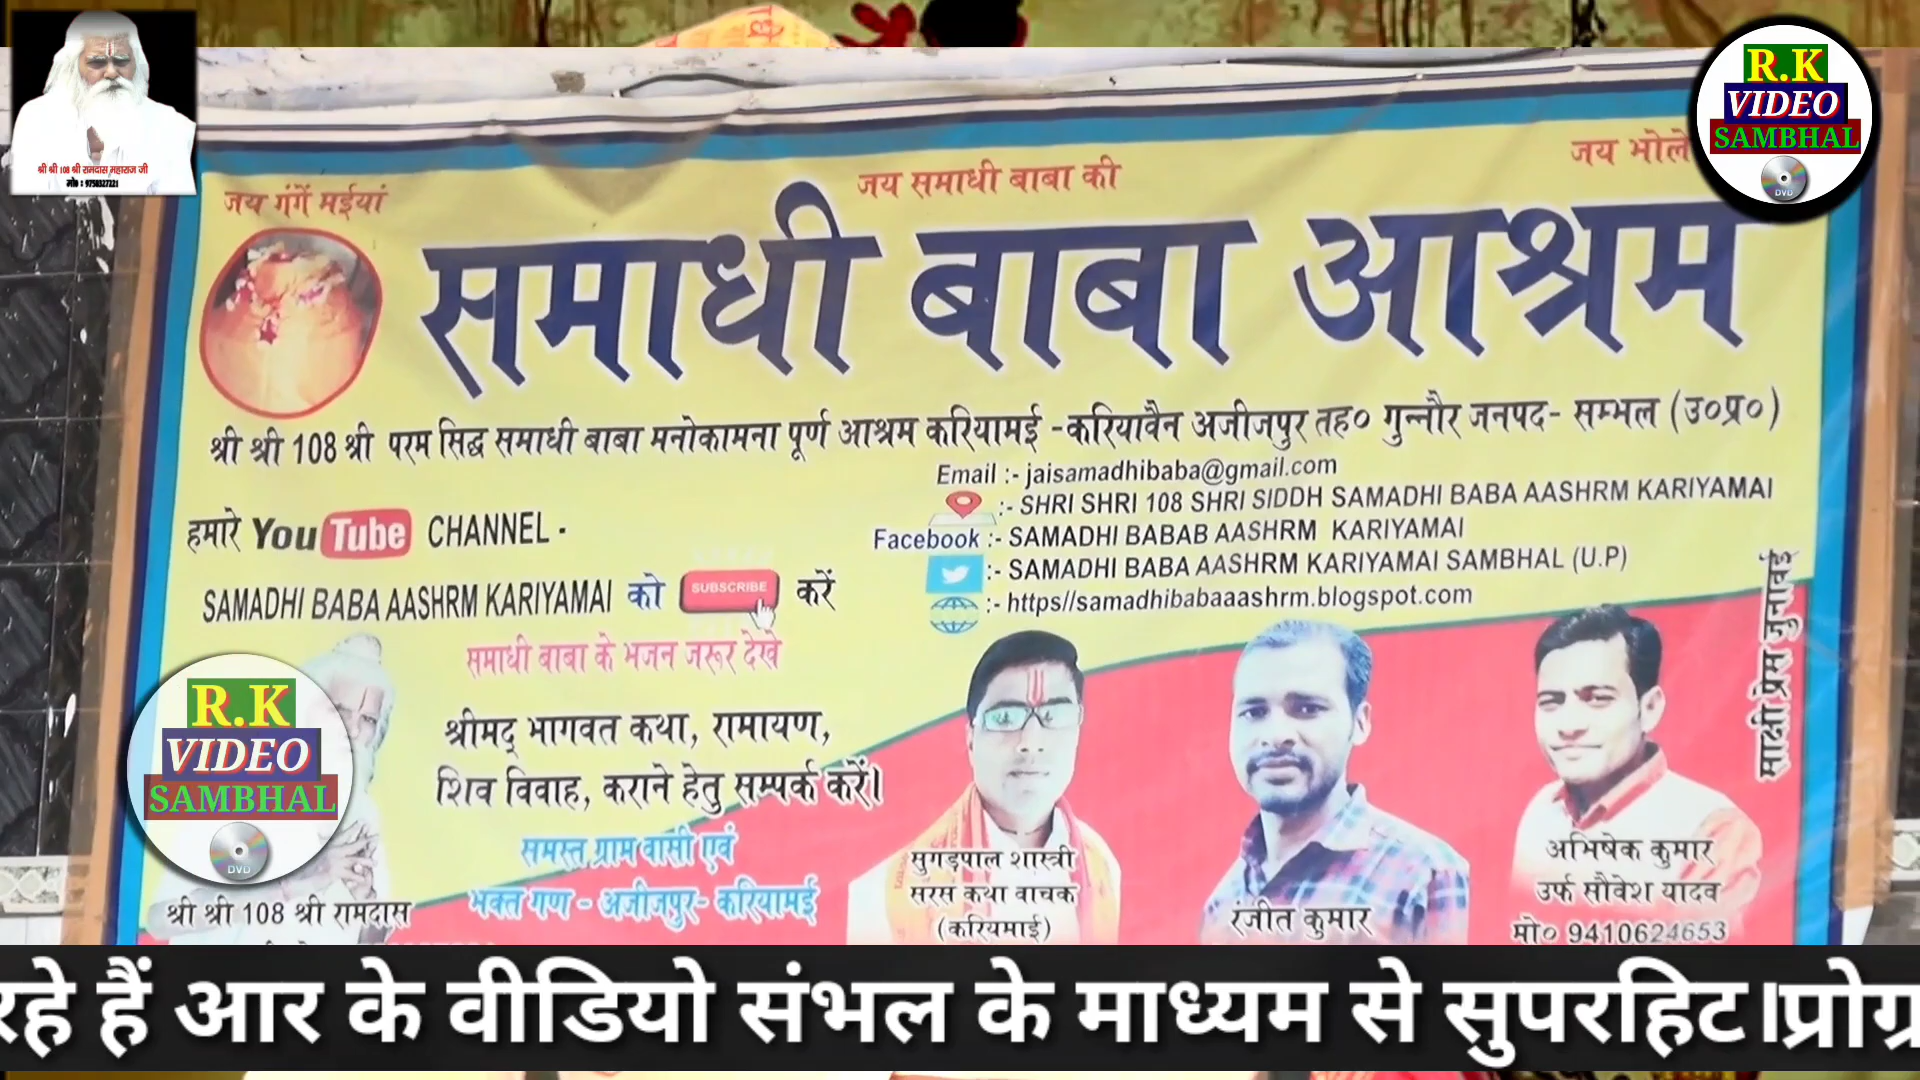 श्री श्री 108 श्री रामदास महाराज जी
मो० : 9758327221
R.K
VIDEO
SAMBHAL
DVD
जय गंगें मईयां
जय समाधी बाबा की
जय भोले
समाधी बाबा आश्रम
श्री श्री 108 श्री परम सिद्ध समाधी बाबा मनोकामना पूर्ण आश्रम करियामई -करियावैन अजीजपुर तह० गुन्नौर जनपद- सम्भल (उ०प्र०)
Email :- jaisamadhibaba@gmail.com
:- SHRI SHRI 108 SHRI SIDDH SAMADHI BABA AASHRM KARIYAMAI
Facebook :- SAMADHI BABAB AASHRM KARIYAMAI
:- SAMADHI BABA AASHRM KARIYAMAI SAMBHAL (U.P)
:- https//samadhibabaaashrm.blogspot.com
हमारे YouTube CHANNEL -
SAMADHI BABA AASHRM KARIYAMAI को SUBSCRIBE करें
समाधी बाबा के भजन जरूर देखे
श्रीमद् भागवत कथा, रामायण,
शिव विवाह, कराने हेतु सम्पर्क करें।
समस्त ग्राम वासी एवं
भक्त गण - अजीजपुर- करियामई
R.K
VIDEO
SAMBHAL
DVD
श्री श्री 108 श्री रामदास
सुगड़पाल शास्त्री
सरस कथा वाचक
(करियमाई)
रंजीत कुमार
अभिषेक कुमार
उर्फ सौवेश यादव
मो० 9410624653
साक्षी प्रेस जुनावई
रहे हैं आर के वीडियो संभल के माध्यम से सुपरहिट।प्रोग्र